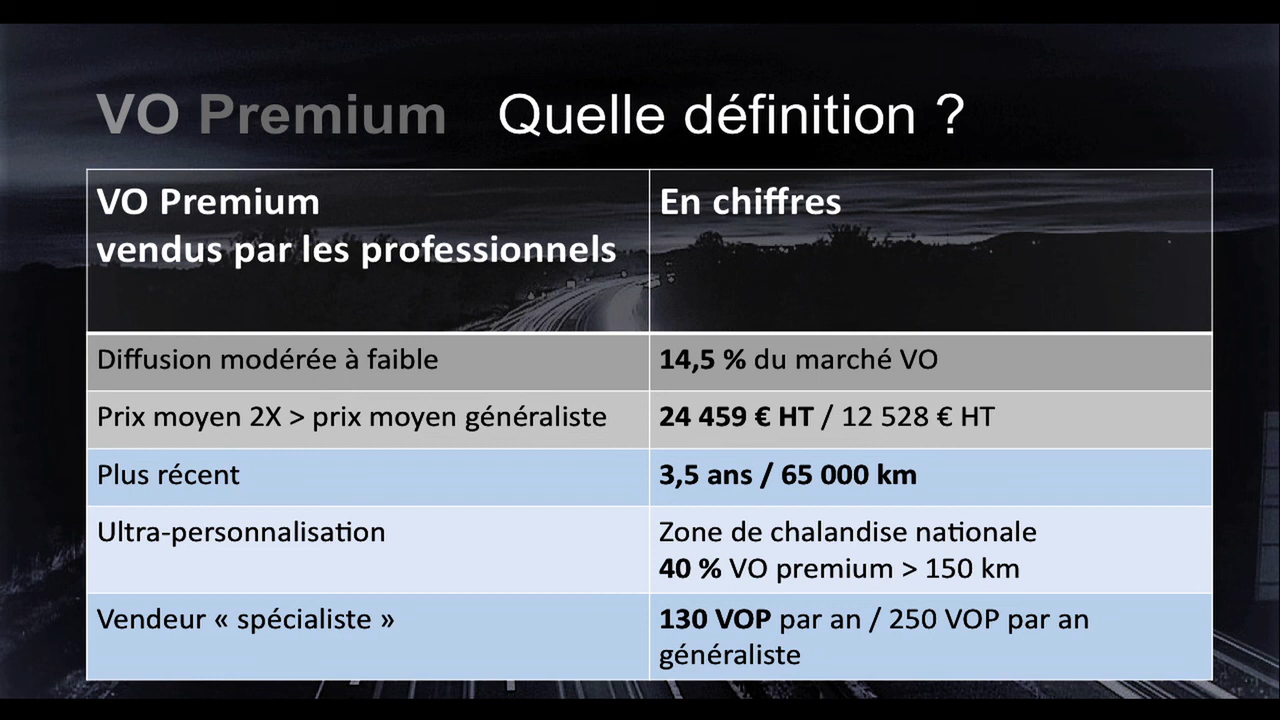 VO Premium Quelle définition ?
VO Premium
vendus par les professionnels
En chiffres
Diffusion modérée à faible
14,5 % du marché VO
Prix moyen 2X > prix moyen généraliste
24 459 € HT / 12 528 € HT
Plus récent
3,5 ans / 65 000 km
Ultra-personnalisation
Zone de chalandise nationale
40 % VO premium > 150 km
Vendeur « spécialiste »
130 VOP par an / 250 VOP par an
généraliste